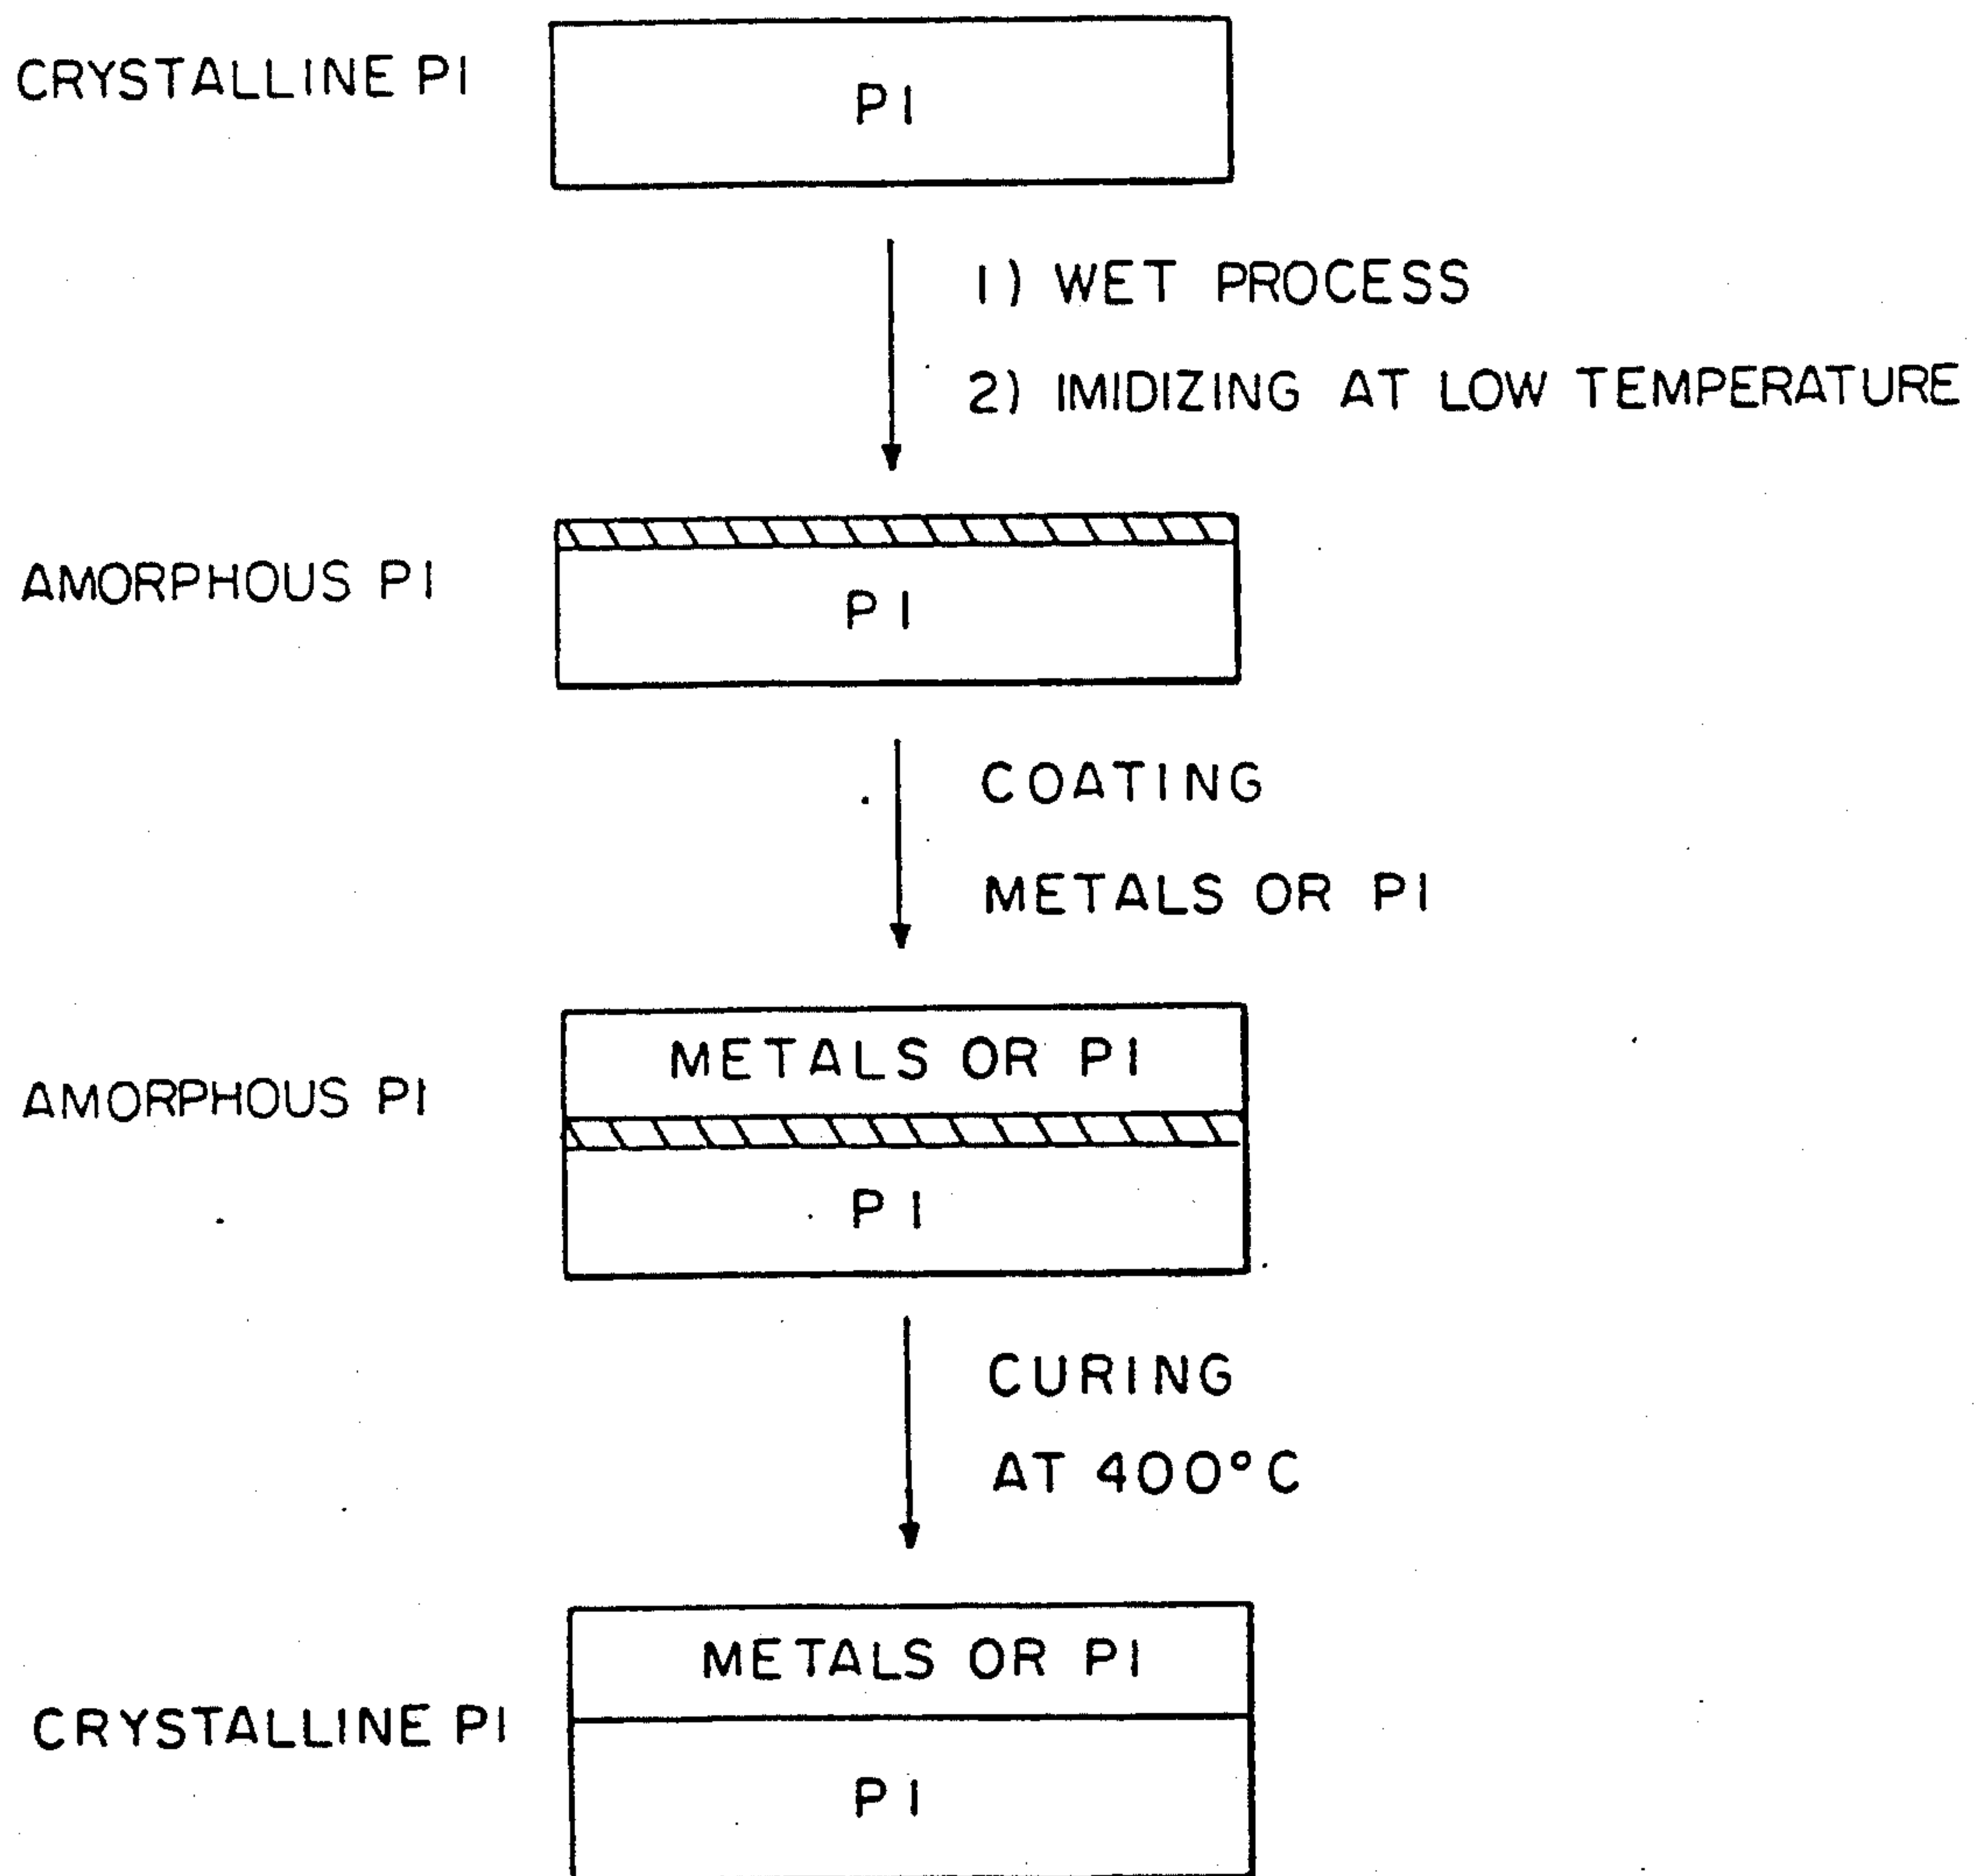 CRYSTALLINE PI
PI
1) WET PROCESS
2) IMIDIZING AT LOW TEMPERATURE
AMORPHOUS PI
PI
COATING
METALS OR PI
METALS OR PI
AMORPHOUS PI
PI
CURING
AT 400°C
METALS OR PI
CRYSTALLINE PI
PI